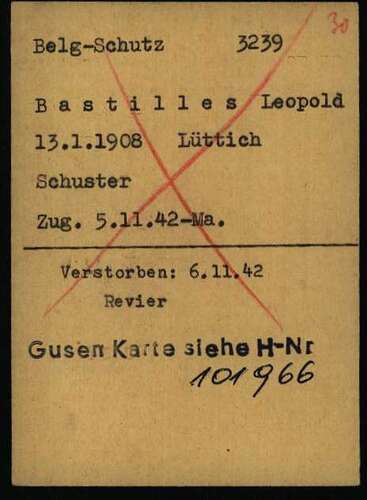 30
Belg-Schutz 3239
Bastilles Leopold
13.1.1908 Lüttich
Schuster
Zug. 5.11.42-Ma.
Verstorben: 6.11.42
Revier
Gusen Karte siehe H-Nr
101966